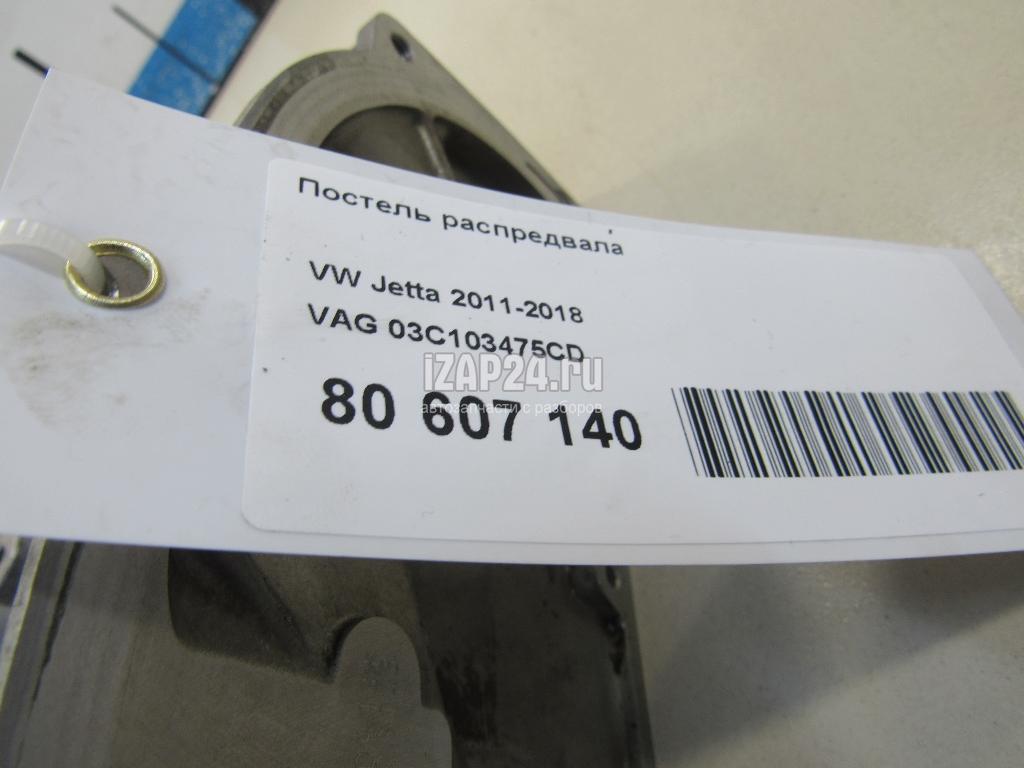 Постель распредвала
VW Jetta 2011-2018
VAG 03C103475CD
iZAP24.ru
автозапчасти с разборов
80 607 140